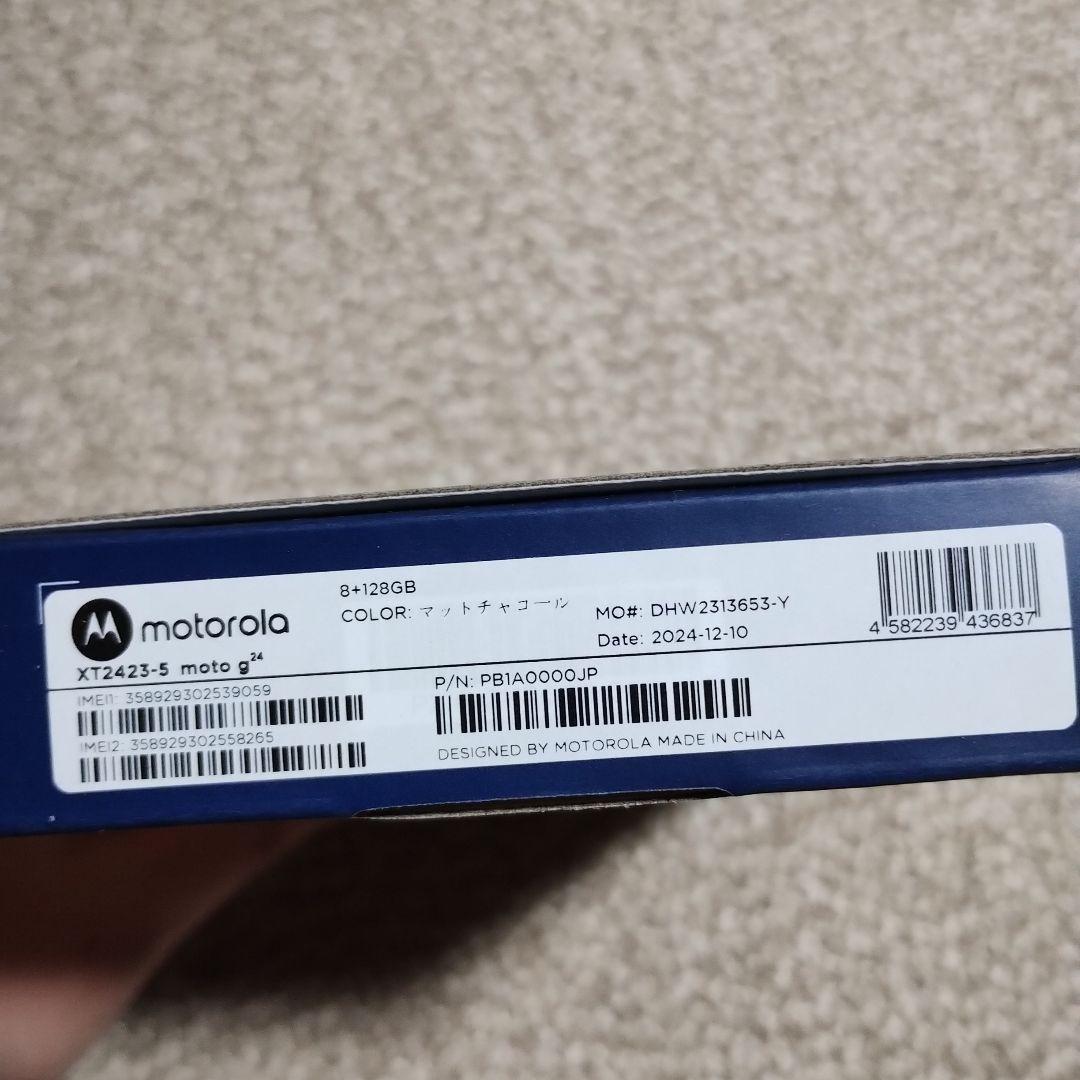 motorola
XT2423-5 moto g24
8+128GB
COLOR: マットチャコール
MO#: DHW2313653-Y
Date: 2024-12-10
4 582239 436837
IMEI1: 358929302539059
IMEI2: 358929302558265
P/N: PB1A0000JP
DESIGNED BY MOTOROLA MADE IN CHINA